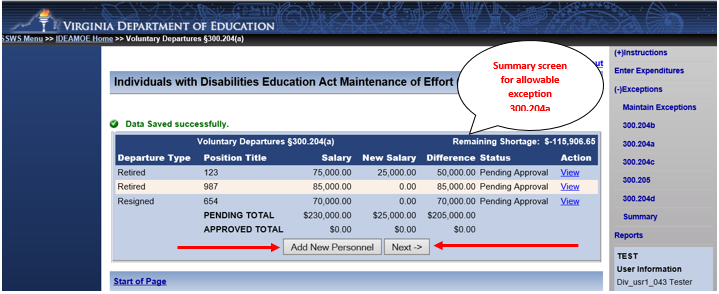 VIRGINIA DEPARTMENT OF EDUCATION
SSWS Menu >> IDEAMOE Home >> Voluntary Departures §300.204(a)
Individuals with Disabilities Education Act Maintenance of Effort
Summary screen
for allowable
exception
300.204a
Data Saved successfully.
Voluntary Departures §300.204(a) Remaining Shortage: $-115,906.65
Departure Type Position Title Salary New Salary Difference Status Action
Retired 123 75,000.00 25,000.00 50,000.00 Pending Approval View
Retired 987 85,000.00 0.00 85,000.00 Pending Approval View
Resigned 654 70,000.00 0.00 70,000.00 Pending Approval View
PENDING TOTAL $230,000.00 $25,000.00 $205,000.00
APPROVED TOTAL $0.00 $0.00 $0.00
Add New Personnel Next ->
Start of Page
(+)Instructions
Enter Expenditures
(-)Exceptions
Maintain Exceptions
300.204b
300.204a
300.204c
300.205
300.204d
Summary
Reports
TEST
User Information
Div_usr1_043 Tester